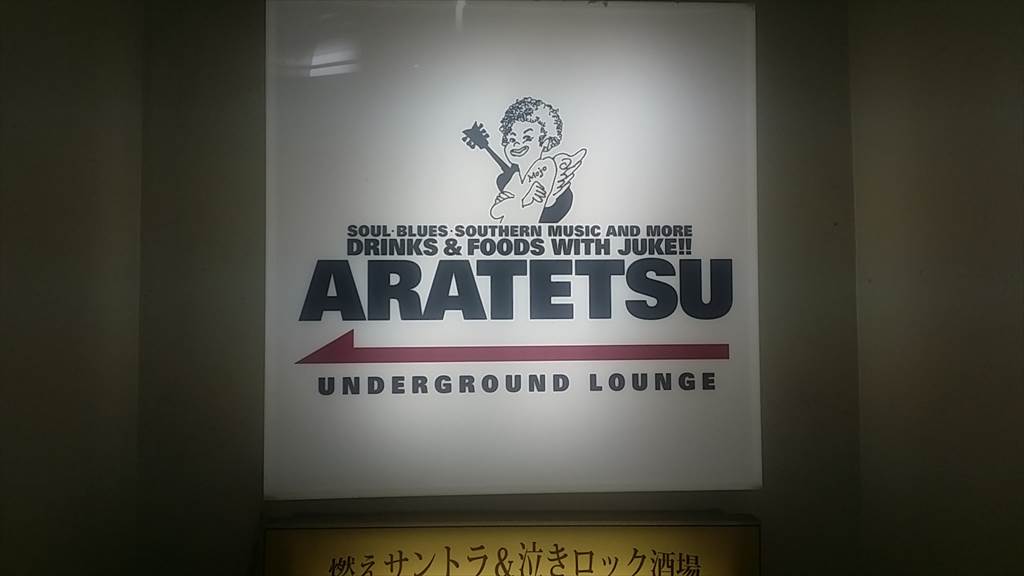 Mojo
SOUL·BLUES·SOUTHERN MUSIC AND MORE
DRINKS & FOODS WITH JUKE!!
ARATETSU
UNDERGROUND LOUNGE
燃えサントラ&泣きロック酒場